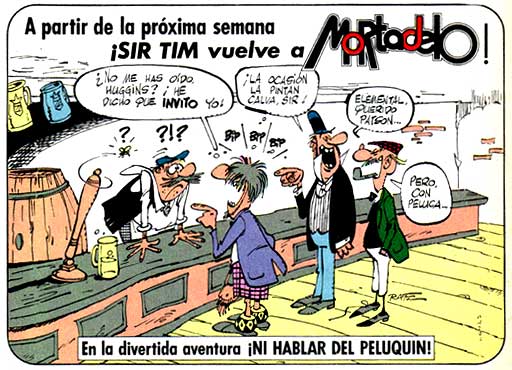 A partir de la próxima semana
¡SIR TIM vuelve a MORTADELO!
¿NO ME HAS OÍDO,
HUGGINS? ¡HE
DICHO QUE INVITO YO!
¡LA OCASIÓN
LA PINTAN
CALVA, SIR!
ELEMENTAL,
QUERIDO
PATSON...
PERO,
CON
PELUCA...
?
?!?
BIP
BIP
BIP
RAF
En la divertida aventura ¡NI HABLAR DEL PELUQUIN!